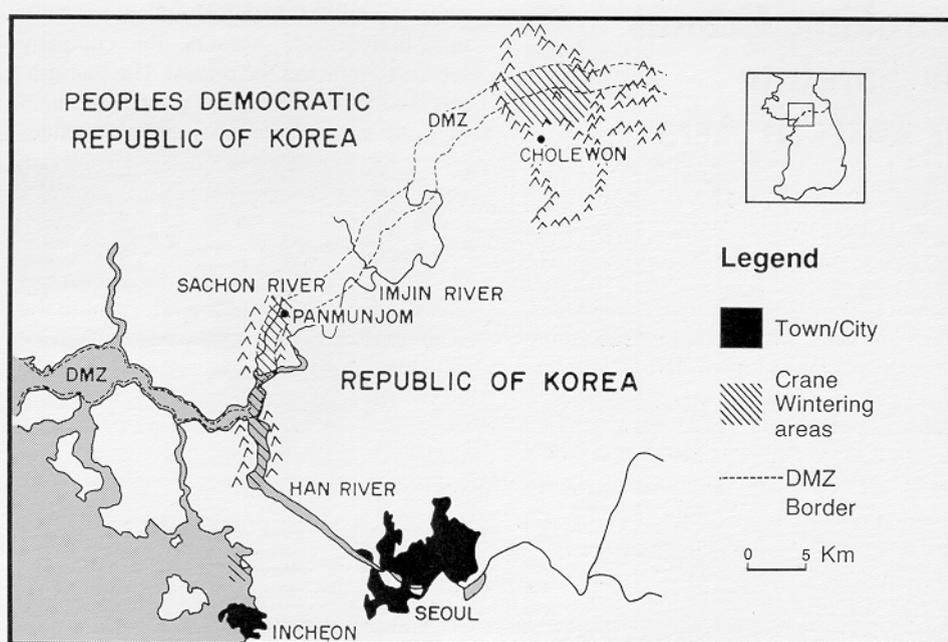 PEOPLES DEMOCRATIC
REPUBLIC OF KOREA
DMZ
CHOLEWON
SACHON RIVER
IMJIN RIVER
PANMUNJOM
DMZ
REPUBLIC OF KOREA
HAN RIVER
SEOUL
INCHEON
Legend
Town/City
Crane
Wintering
areas
DMZ
Border
0 5 Km